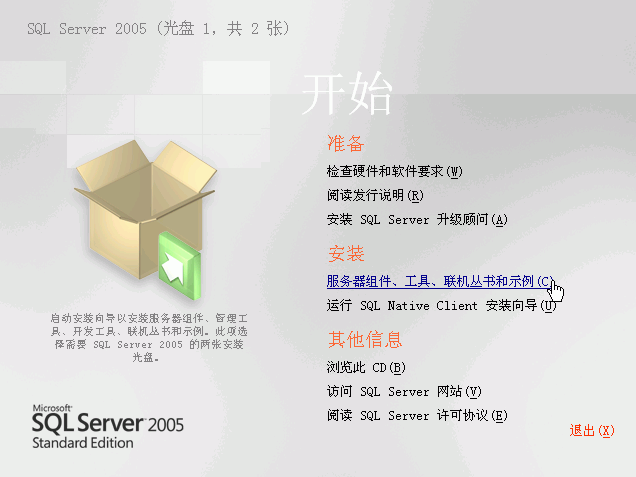 SQL Server 2005 (光盘 1，共 2 张)
开始
准备
检查硬件和软件要求(W)
阅读发行说明(R)
安装 SQL Server 升级顾问(A)
安装
服务器组件、工具、联机丛书和示例(C)
运行 SQL Native Client 安装向导(U)
其他信息
浏览此 CD(B)
访问 SQL Server 网站(V)
阅读 SQL Server 许可协议(E)
启动安装向导以安装服务器组件、管理工
具、开发工具、联机丛书和示例。此项选
择需要 SQL Server 2005 的两张安装
光盘。
Microsoft
SQL Server 2005
Standard Edition
退出(X)